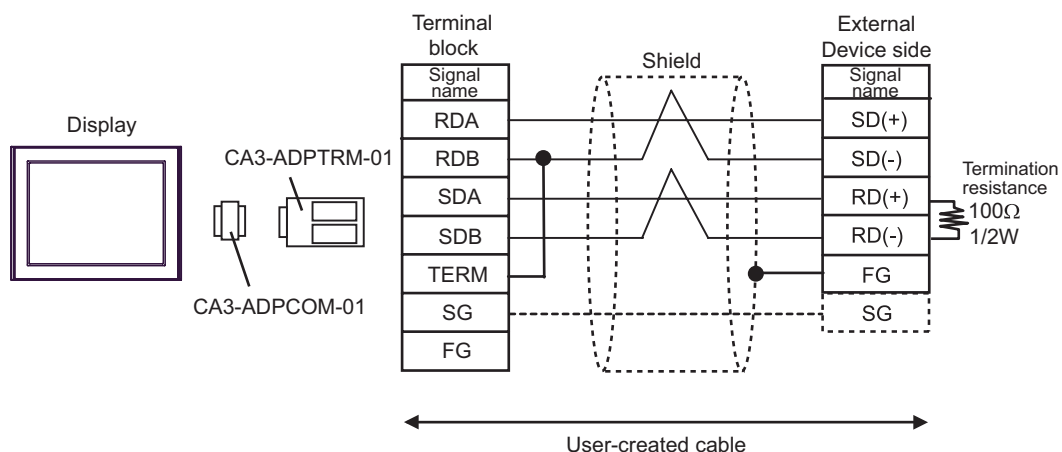 Display
CA3-ADPTRM-01
CA3-ADPCOM-01
Terminal
block
Signal
name
RDA
RDB
SDA
SDB
TERM
SG
FG
Shield
External
Device side
Signal
name
SD(+)
SD(-)
RD(+)
RD(-)
FG
SG
Termination
resistance
100Ω
1/2W
User-created cable